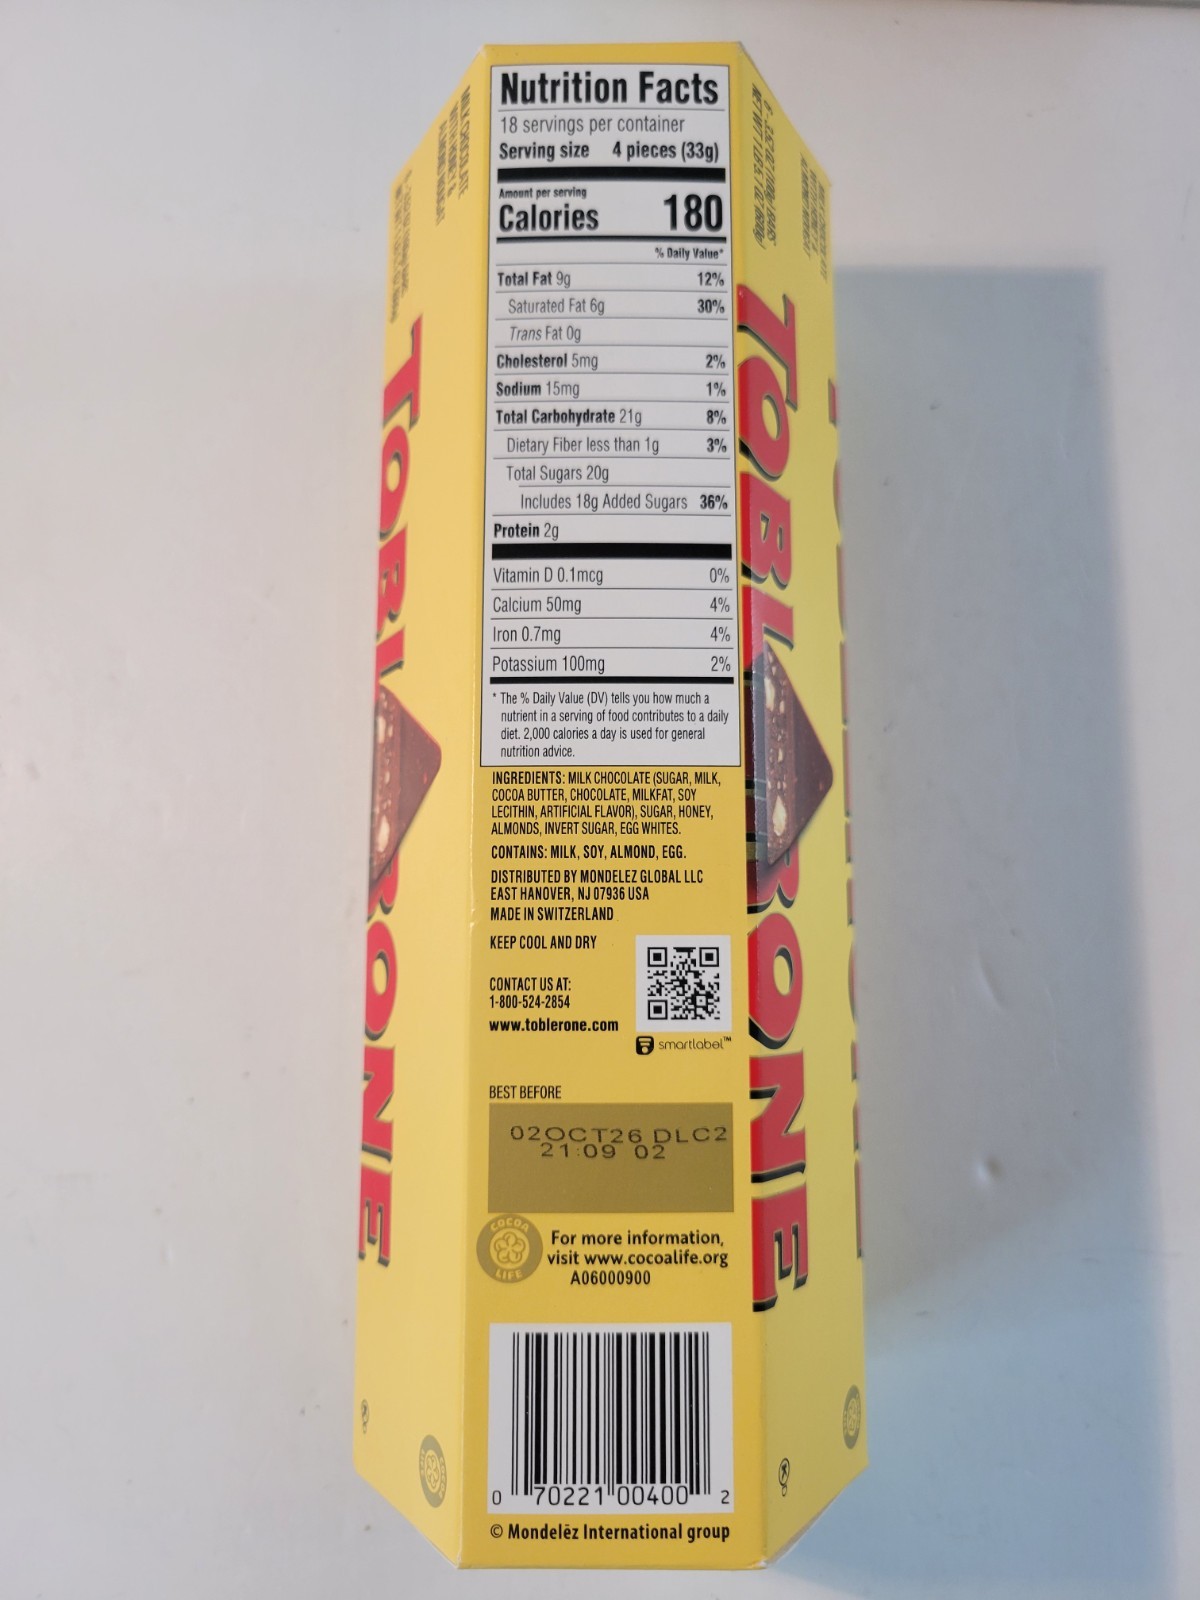 Nutrition Facts
18 servings per container
Serving size 4 pieces (33g)
Amount per serving
Calories 180
% Daily Value*
Total Fat 9g 12%
Saturated Fat 6g 30%
Trans Fat 0g
Cholesterol 5mg 2%
Sodium 15mg 1%
Total Carbohydrate 21g 8%
Dietary Fiber less than 1g 3%
Total Sugars 20g
Includes 18g Added Sugars 36%
Protein 2g
Vitamin D 0.1mcg 0%
Calcium 50mg 4%
Iron 0.7mg 4%
Potassium 100mg 2%
* The % Daily Value (DV) tells you how much a
nutrient in a serving of food contributes to a daily
diet. 2,000 calories a day is used for general
nutrition advice.
INGREDIENTS: MILK CHOCOLATE (SUGAR, MILK,
COCOA BUTTER, CHOCOLATE, MILKFAT, SOY
LECITHIN, ARTIFICIAL FLAVOR), SUGAR, HONEY,
ALMONDS, INVERT SUGAR, EGG WHITES.
CONTAINS: MILK, SOY, ALMOND, EGG.
DISTRIBUTED BY MONDELEZ GLOBAL LLC
EAST HANOVER, NJ 07936 USA
MADE IN SWITZERLAND
KEEP COOL AND DRY
CONTACT US AT:
1-800-524-2854
www.toblerone.com
smartlabel™
BEST BEFORE
02OCT26 DLC2
21:09 02
COCOA
LIFE
For more information,
visit www.cocoalife.org
A06000900
0 70221 00400 2
© Mondelēz International group
MILK CHOCOLATE
WITH HONEY &
ALMOND NOUGAT
TOBLERONE
TOBLERONE